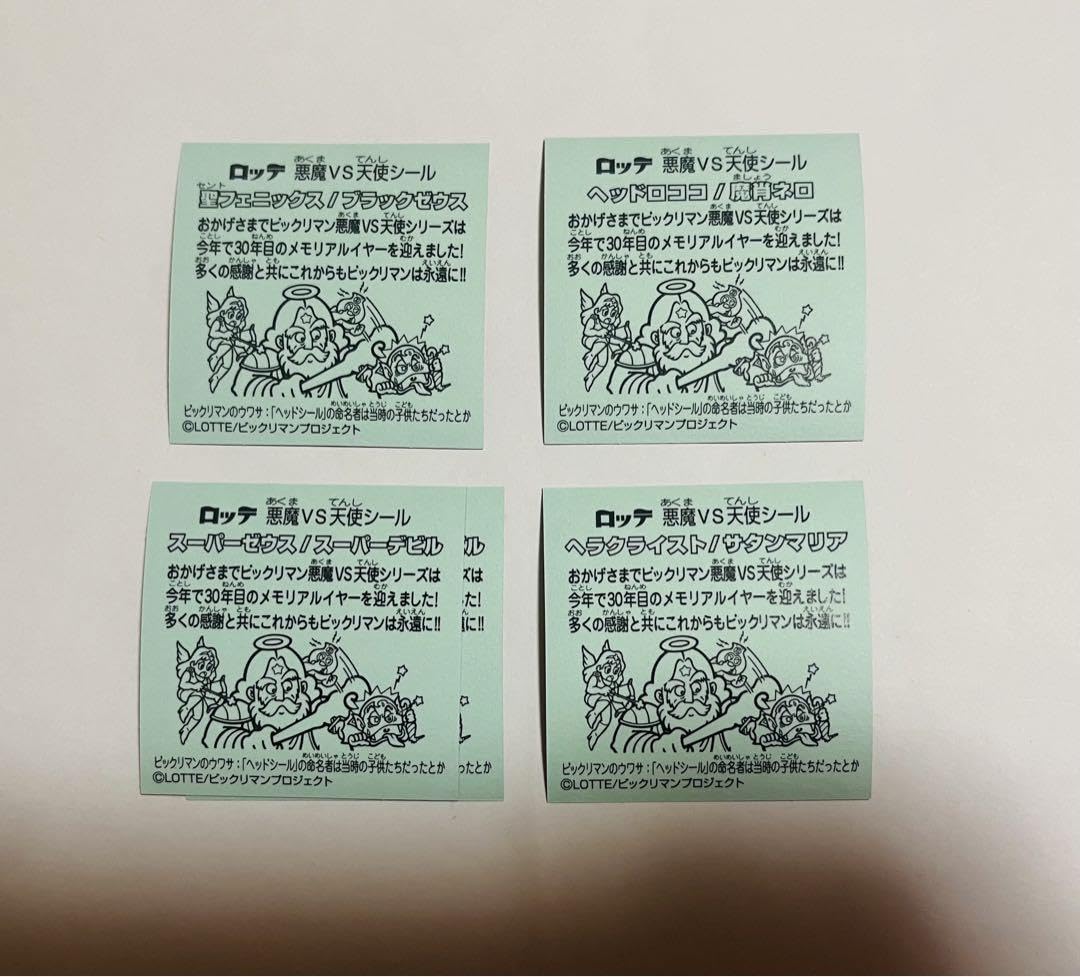 ロッテ 悪魔VS天使シール
聖フェニックス/ブラックゼウス
おかげさまでビックリマン悪魔VS天使シリーズは
今年で30年目のメモリアルイヤーを迎えました!
多くの感謝と共にこれからもビックリマンは永遠に!!
ビックリマンのウワサ:「ヘッドシール」の命名者は当時の子供たちだったとか
©LOTTE/ビックリマンプロジェクト
ロッテ 悪魔VS天使シール
ヘッドロココ/魔肖ネロ
おかげさまでビックリマン悪魔VS天使シリーズは
今年で30年目のメモリアルイヤーを迎えました!
多くの感謝と共にこれからもビックリマンは永遠に!!
ビックリマンのウワサ:「ヘッドシール」の命名者は当時の子供たちだったとか
©LOTTE/ビックリマンプロジェクト
ロッテ 悪魔VS天使シール
スーパーゼウス/スーパーデビル
おかげさまでビックリマン悪魔VS天使シリーズは
今年で30年目のメモリアルイヤーを迎えました!
多くの感謝と共にこれからもビックリマンは永遠に!!
ビックリマンのウワサ:「ヘッドシール」の命名者は当時の子供たちだったとか
©LOTTE/ビックリマンプロジェクト
ビル
ズは
た!
に!!
ったとか
ロッテ 悪魔VS天使シール
ヘラクライスト/サタンマリア
おかげさまでビックリマン悪魔VS天使シリーズは
今年で30年目のメモリアルイヤーを迎えました!
多くの感謝と共にこれからもビックリマンは永遠に!!
ビックリマンのウワサ:「ヘッドシール」の命名者は当時の子供たちだったとか
©LOTTE/ビックリマンプロジェクト